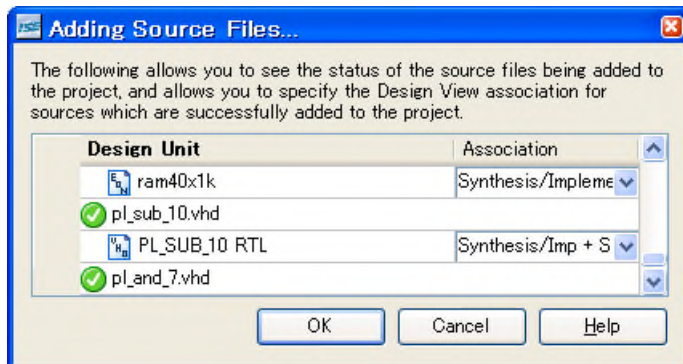 ISE Adding Source Files...
The following allows you to see the status of the source files being added to
the project, and allows you to specify the Design View association for
sources which are successfully added to the project.
Design Unit Association
ram40x1k Synthesis/Impleme
pl_sub_10.vhd
PL_SUB_10 RTL Synthesis/Imp + S
pl_and_7.vhd
OK Cancel Help